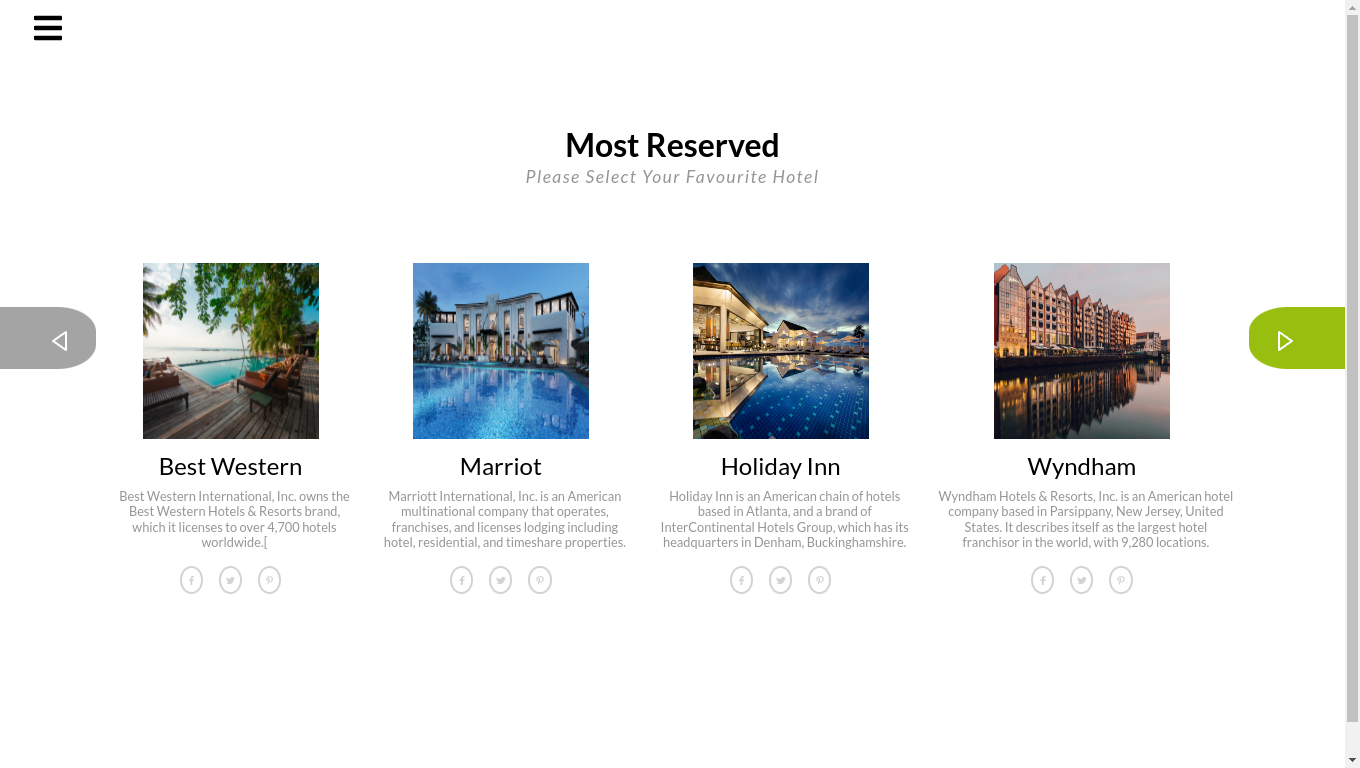 Most Reserved
Please Select Your Favourite Hotel
Best Western
Best Western International, Inc. owns the
Best Western Hotels & Resorts brand,
which it licenses to over 4,700 hotels
worldwide.[
Marriot
Marriott International, Inc. is an American
multinational company that operates,
franchises, and licenses lodging including
hotel, residential, and timeshare properties.
Holiday Inn
Holiday Inn is an American chain of hotels
based in Atlanta, and a brand of
InterContinental Hotels Group, which has its
headquarters in Denham, Buckinghamshire.
Wyndham
Wyndham Hotels & Resorts, Inc. is an American hotel
company based in Parsippany, New Jersey, United
States. It describes itself as the largest hotel
franchisor in the world, with 9,280 locations.